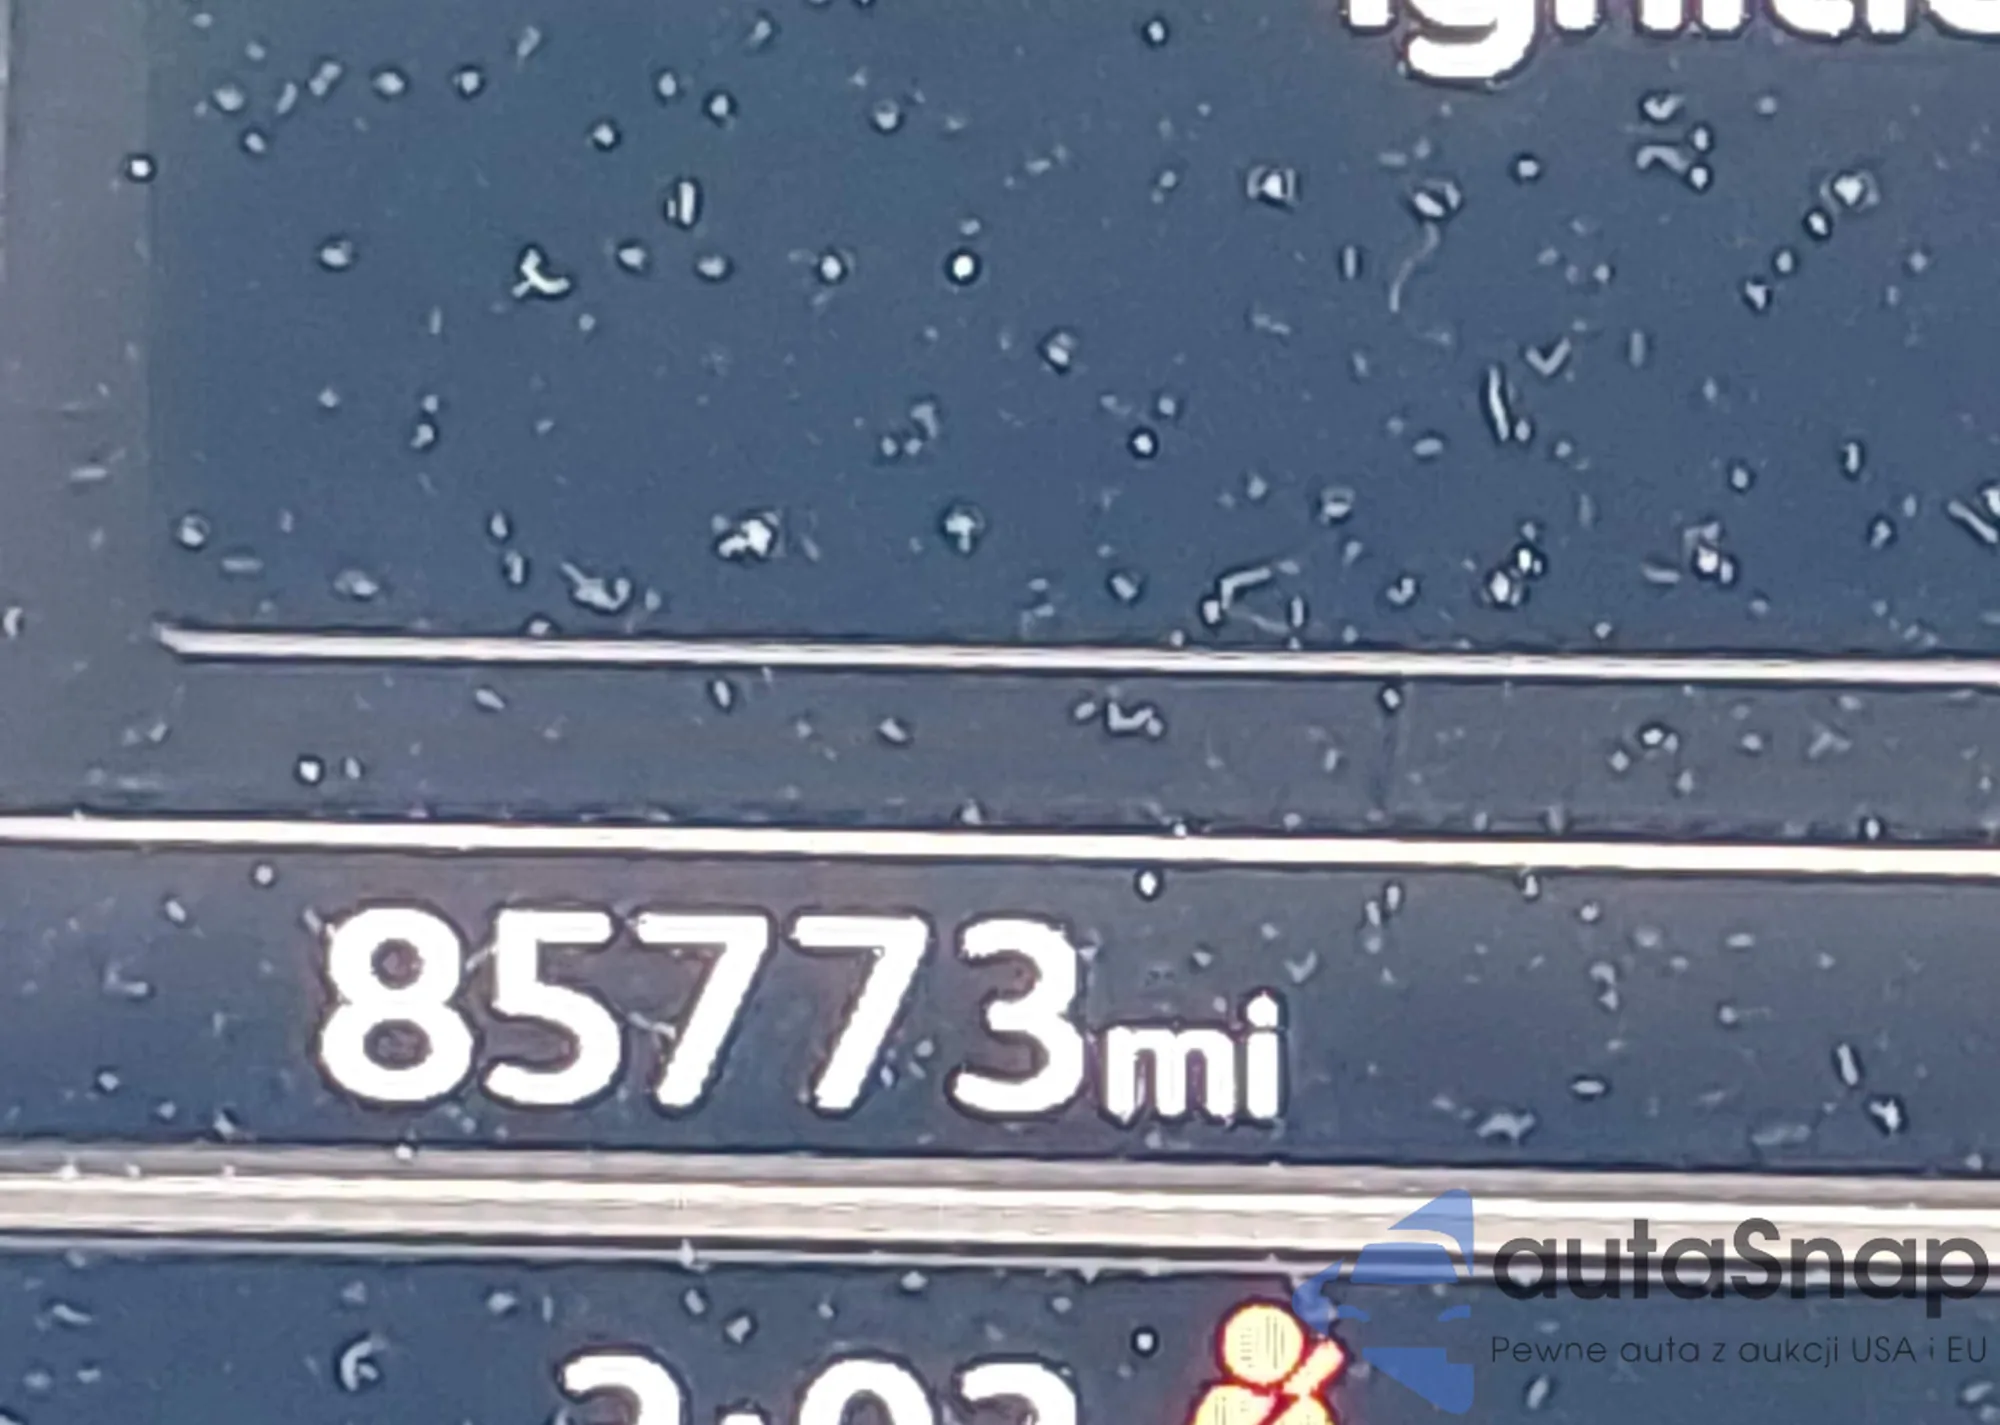 85773mi
autaSnap
Pewne auta z aukcji USA i EU